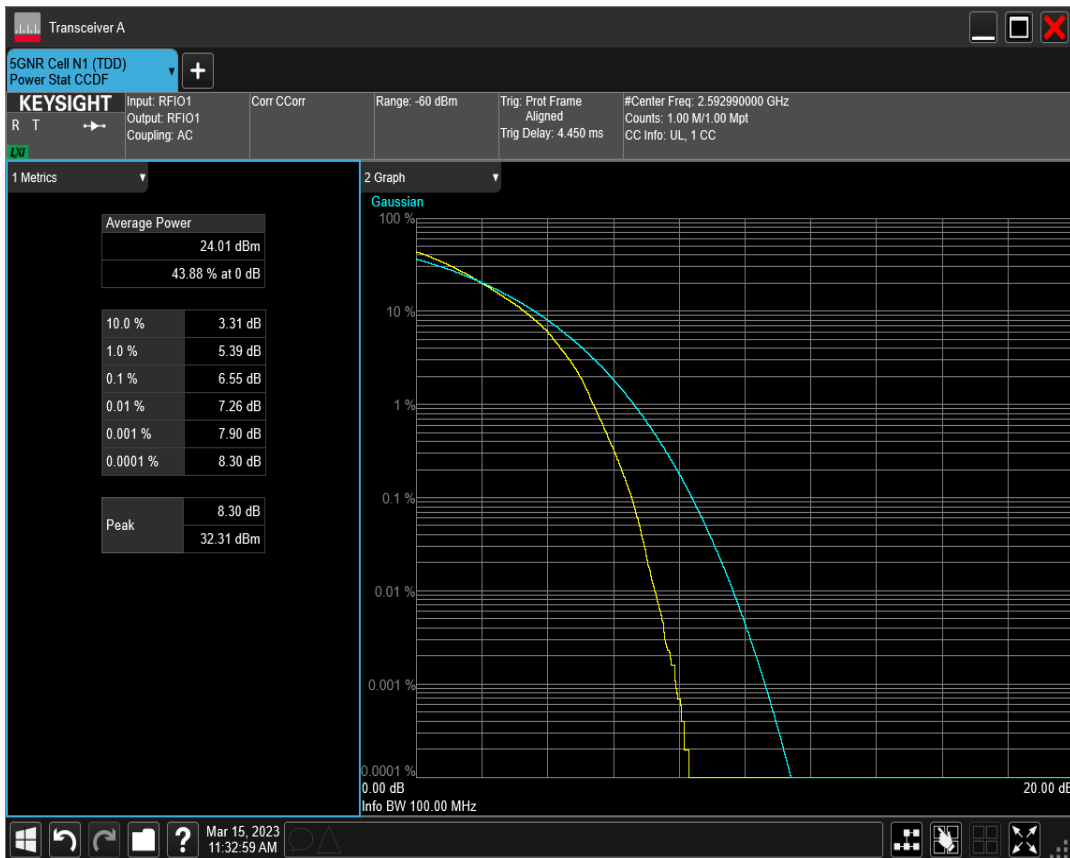 Transceiver A
5GNR Cell N1 (TDD)
Power Stat CCDF
KEYSIGHT
R T
LXI
Input: RFIO1
Output: RFIO1
Coupling: AC
Corr CCorr
Range: -60 dBm
Trig: Prot Frame
Aligned
Trig Delay: 4.450 ms
#Center Freq: 2.592990000 GHz
Counts: 1.00 M/1.00 Mpt
CC Info: UL, 1 CC
1 Metrics
Average Power
24.01 dBm
43.88 % at 0 dB
10.0 % 3.31 dB
1.0 % 5.39 dB
0.1 % 6.55 dB
0.01 % 7.26 dB
0.001 % 7.90 dB
0.0001 % 8.30 dB
Peak
8.30 dB
32.31 dBm
2 Graph
Gaussian
100 %
10 %
1 %
0.1 %
0.01 %
0.001 %
0.0001 %
0.00 dB 20.00 dB
Info BW 100.00 MHz
?
Mar 15, 2023
11:32:59 AM